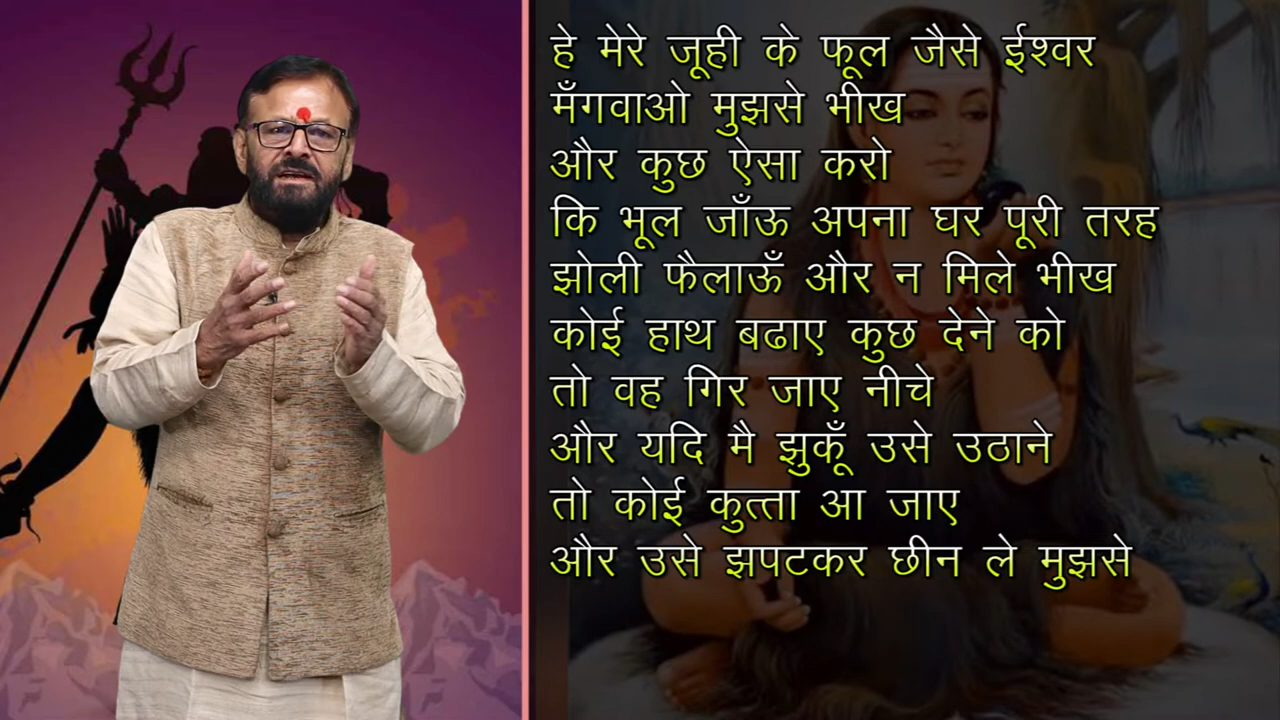 हे मेरे जूही के फूल जैसे ईश्वर
मँगवाओ मुझसे भीख
और कुछ ऐसा करो
कि भूल जाँऊ अपना घर पूरी तरह
झोली फैलाऊँ और न मिले भीख
कोई हाथ बढाए कुछ देने को
तो वह गिर जाए नीचे
और यदि मै झुकूँ उसे उठाने
तो कोई कुत्ता आ जाए
और उसे झपटकर छीन ले मुझसे